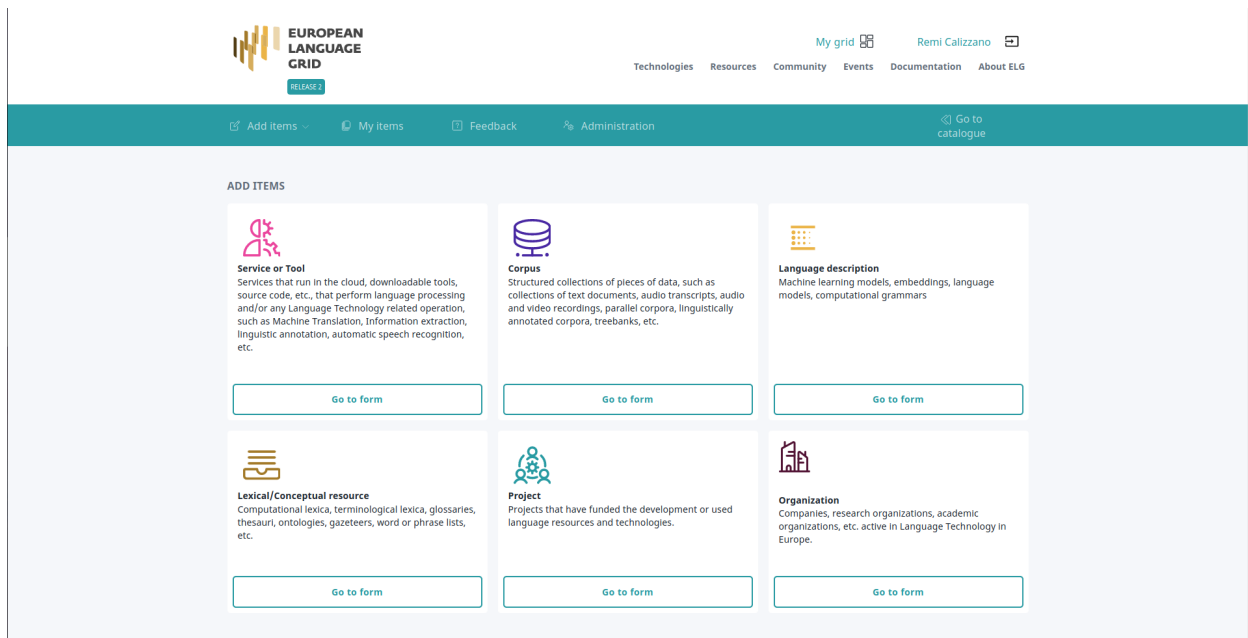 EUROPEAN
LANGUAGE
GRID
RELEASE 2
My grid
Remi Calizzano
Technologies Resources Community Events Documentation About ELG
Add items
My items
Feedback
Administration
Go to
catalogue
ADD ITEMS
Service or Tool
Services that run in the cloud, downloadable tools,
source code, etc., that perform language processing
and/or any Language Technology related operation,
such as Machine Translation, Information extraction,
linguistic annotation, automatic speech recognition,
etc.
Go to form
Corpus
Structured collections of pieces of data, such as
collections of text documents, audio transcripts, audio
and video recordings, parallel corpora, linguistically
annotated corpora, treebanks, etc.
Go to form
Language description
Machine learning models, embeddings, language
models, computational grammars
Go to form
Lexical/Conceptual resource
Computational lexica, terminological lexica, glossaries,
thesauri, ontologies, gazeteers, word or phrase lists,
etc.
Go to form
Project
Projects that have funded the development or used
language resources and technologies.
Go to form
Organization
Companies, research organizations, academic
organizations, etc. active in Language Technology in
Europe.
Go to form